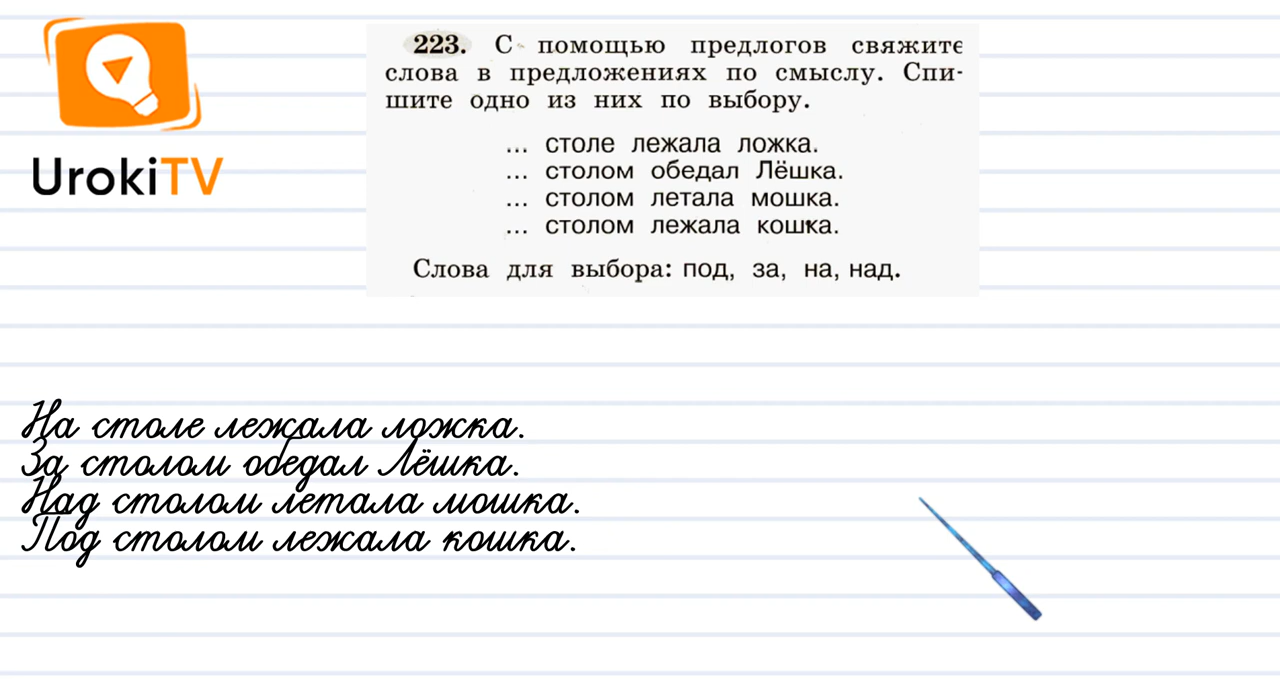 UrokiTV
223. С помощью предлогов свяжите
слова в предложениях по смыслу. Спи-
шите одно из них по выбору.
... столе лежала ложка.
... столом обедал Лёшка.
... столом летала мошка.
... столом лежала кошка.
Слова для выбора: под, за, на, над.
На столе лежала ложка.
За столом обедал Лёшка.
Над столом летала мошка.
Под столом лежала кошка.